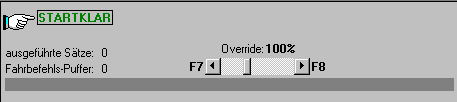 STARTKLAR
ausgeführte Sätze: 0
Override: 100%
Fahrbefehls-Puffer: 0
F7 F8